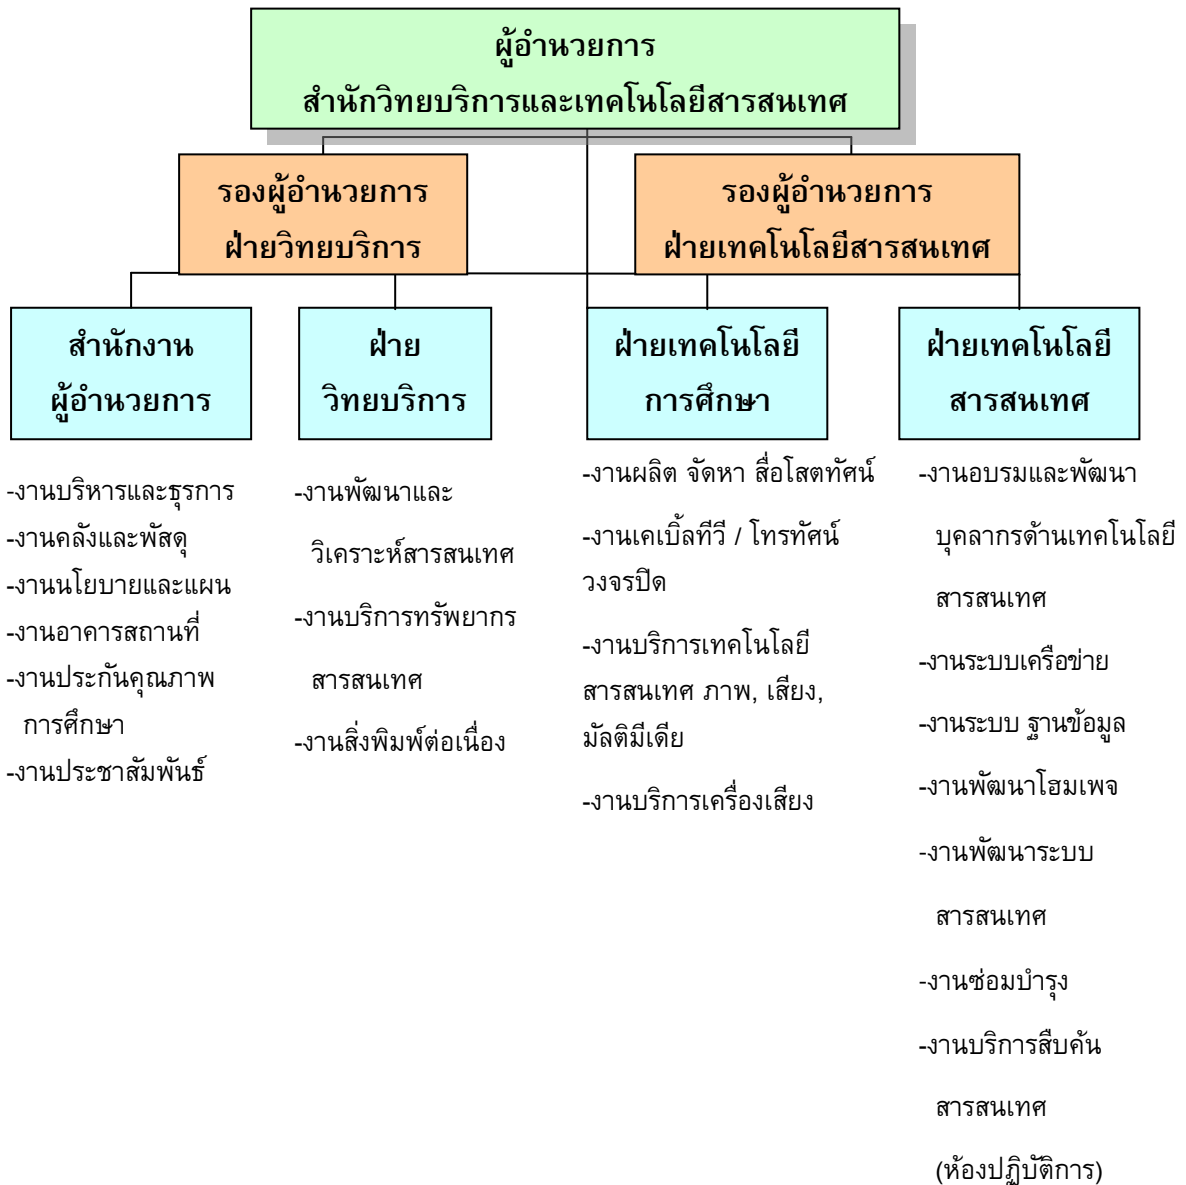 ผู้อำนวยการ
สำนักวิทยบริการและเทคโนโลยีสารสนเทศ
รองผู้อำนวยการ
ฝ่ายวิทยบริการ
รองผู้อำนวยการ
ฝ่ายเทคโนโลยีสารสนเทศ
สำนักงาน
ผู้อำนวยการ
ฝ่าย
วิทยบริการ
ฝ่ายเทคโนโลยี
การศึกษา
ฝ่ายเทคโนโลยี
สารสนเทศ
-งานบริหารและธุรการ
-งานคลังและพัสดุ
-งานนโยบายและแผน
-งานอาคารสถานที่
-งานประกันคุณภาพ
การศึกษา
-งานประชาสัมพันธ์
-งานพัฒนาและ
วิเคราะห์สารสนเทศ
-งานบริการทรัพยากร
สารสนเทศ
-งานสิ่งพิมพ์ต่อเนื่อง
-งานผลิต จัดหา สื่อโสตทัศน์
-งานเคเบิ้ลทีวี / โทรทัศน์
วงจรปิด
-งานบริการเทคโนโลยี
สารสนเทศ ภาพ, เสียง,
มัลติมีเดีย
-งานบริการเครื่องเสียง
-งานอบรมและพัฒนา
บุคลากรด้านเทคโนโลยี
สารสนเทศ
-งานระบบเครือข่าย
-งานระบบ ฐานข้อมูล
-งานพัฒนาโฮมเพจ
-งานพัฒนาระบบ
สารสนเทศ
-งานซ่อมบำรุง
-งานบริการสืบค้น
สารสนเทศ
(ห้องปฏิบัติการ)